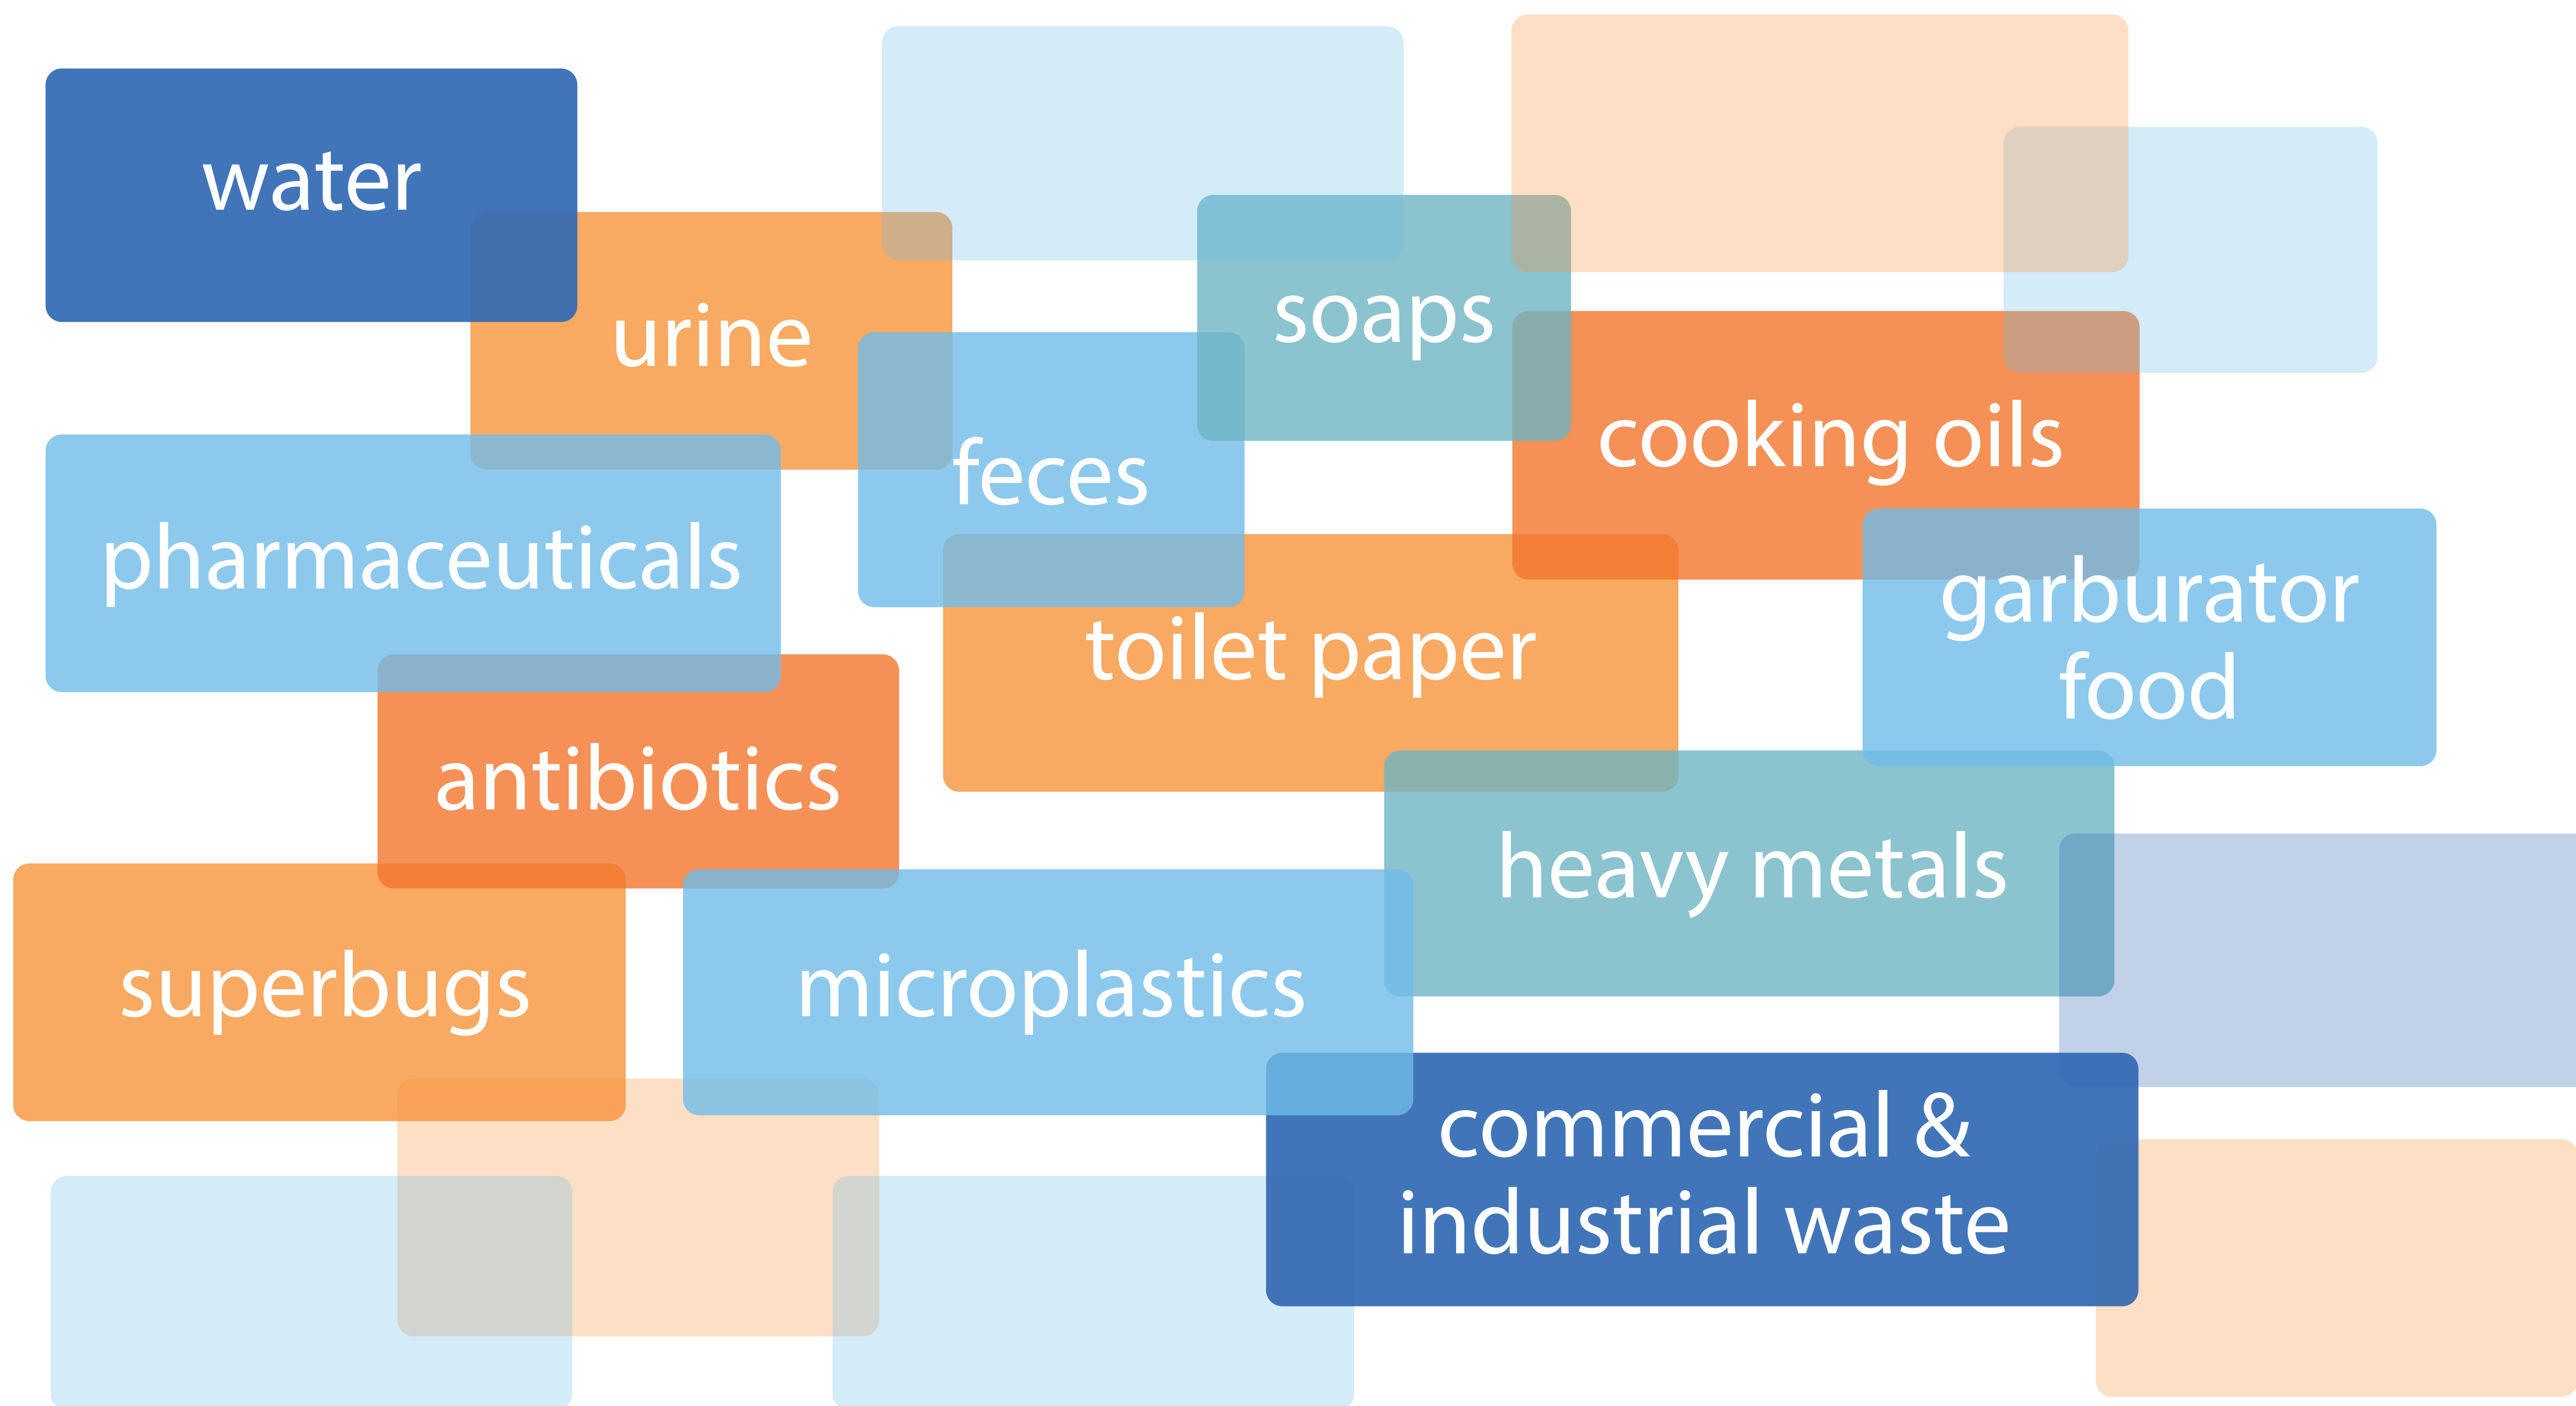 water
urine
soaps
cooking oils
feces
pharmaceuticals
garburator
food
toilet paper
antibiotics
heavy metals
superbugs
microplastics
commercial &
industrial waste